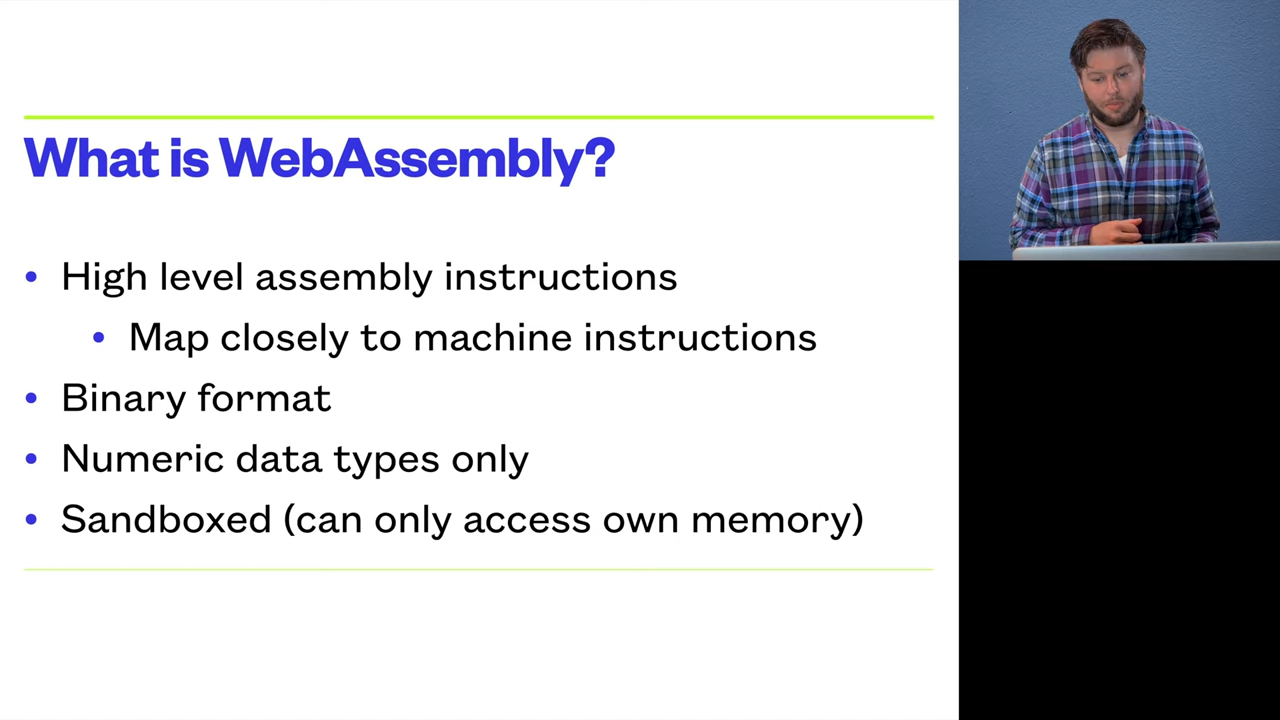 What is WebAssembly?
• High level assembly instructions
• Map closely to machine instructions
• Binary format
• Numeric data types only
• Sandboxed (can only access own memory)